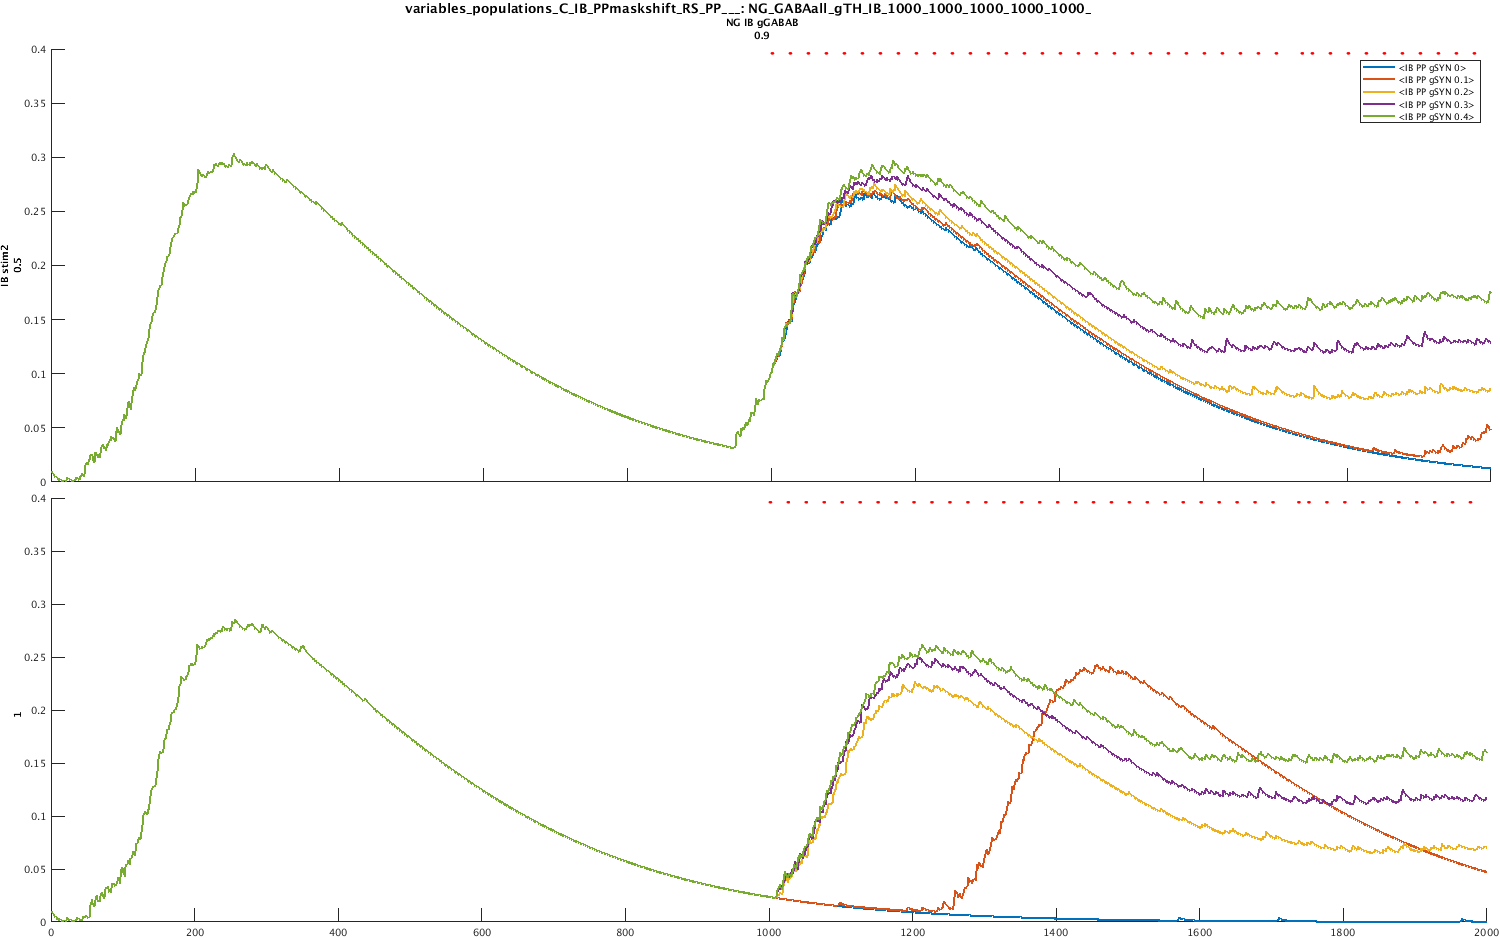 variables_populations_C_IB_PPmaskshift_RS_PP___: NG_GABAall_gTH_IB_1000_1000_1000_1000_1000_
NG IB gGABAB
0.9
0.4
0.35
0.3
0.25
0.2
0.15
0.1
0.05
0
IB stim2
0.5
<IB PP gSYN 0>
<IB PP gSYN 0.1>
<IB PP gSYN 0.2>
<IB PP gSYN 0.3>
<IB PP gSYN 0.4>
0.4
0.35
0.3
0.25
0.2
0.15
0.1
0.05
0
1
0 200 400 600 800 1000 1200 1400 1600 1800 2000